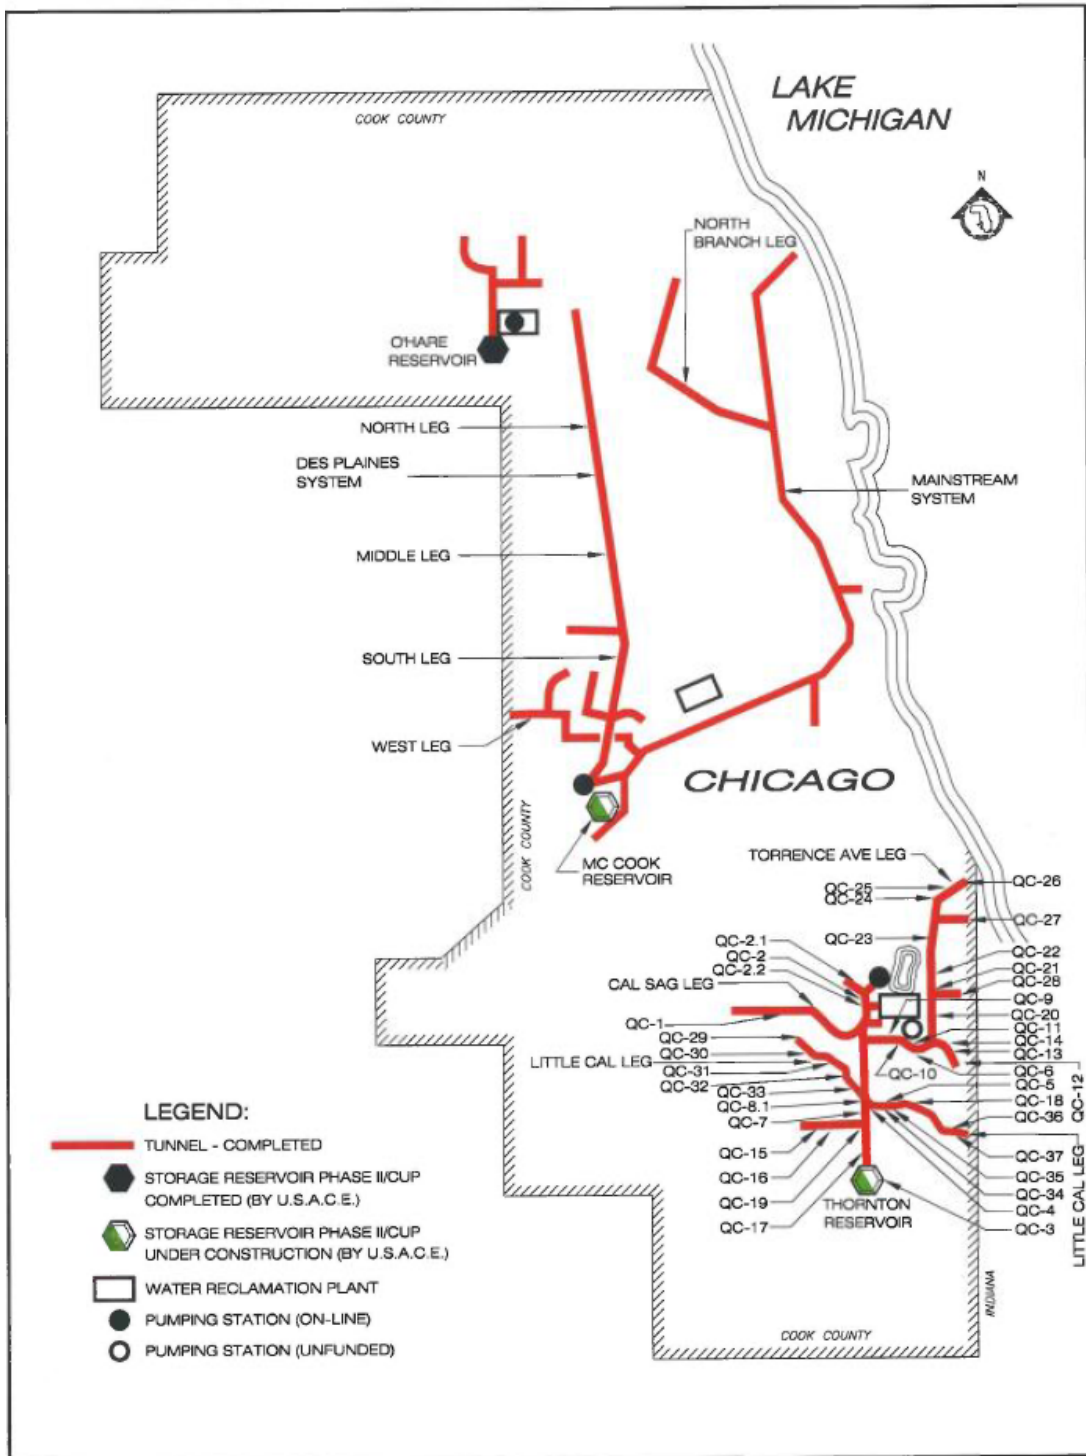 LAKE
MICHIGAN
COOK COUNTY
N
NORTH
BRANCH LEG
O'HARE
RESERVOIR
NORTH LEG
DES PLAINES
SYSTEM
MAINSTREAM
SYSTEM
MIDDLE LEG
SOUTH LEG
WEST LEG
CHICAGO
COOK COUNTY
MC COOK
RESERVOIR
TORRENCE AVE LEG
QC-26
QC-25
QC-24
QC-27
QC-23
QC-2.1
QC-2
QC-2.2
QC-22
QC-21
QC-28
CAL SAG LEG
QC-9
QC-20
QC-1
QC-11
QC-29
QC-14
QC-30
QC-13
LITTLE CAL LEG
QC-31
QC-10
QC-6
QC-32
QC-5
QC-12
QC-33
QC-18
QC-8.1
QC-36
QC-7
QC-15
QC-37
QC-16
QC-35
QC-19
QC-34
QC-17
QC-4
QC-3
LITTLE CAL LEG
THORNTON
RESERVOIR
INDIANA
COOK COUNTY
LEGEND:
TUNNEL - COMPLETED
STORAGE RESERVOIR PHASE II/CUP
COMPLETED (BY U.S.A.C.E.)
STORAGE RESERVOIR PHASE II/CUP
UNDER CONSTRUCTION (BY U.S.A.C.E.)
WATER RECLAMATION PLANT
PUMPING STATION (ON-LINE)
PUMPING STATION (UNFUNDED)